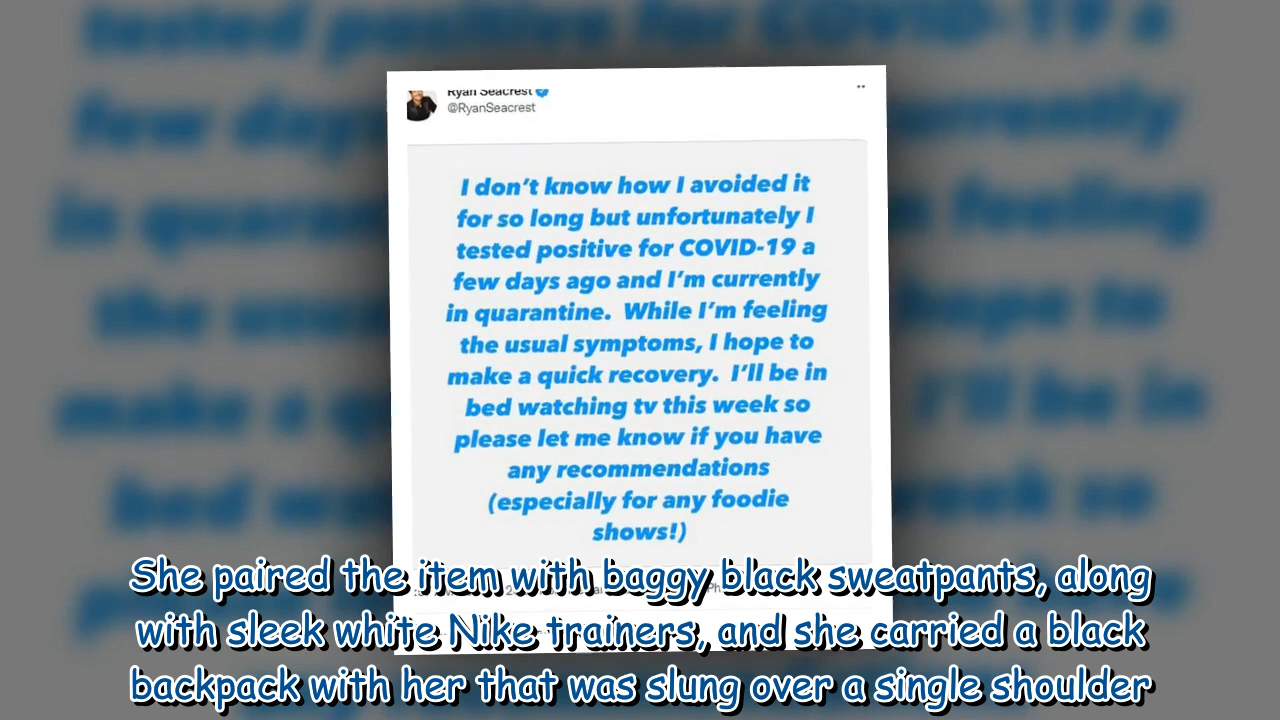 Ryan Seacrest
@RyanSeacrest
I don't know how I avoided it
for so long but unfortunately I
tested positive for COVID-19 a
few days ago and I'm currently
in quarantine. While I'm feeling
the usual symptoms, I hope to
make a quick recovery. I'll be in
bed watching tv this week so
please let me know if you have
any recommendations
(especially for any foodie
shows!)
She paired the item with baggy black sweatpants, along
with sleek white Nike trainers, and she carried a black
backpack with her that was slung over a single shoulder